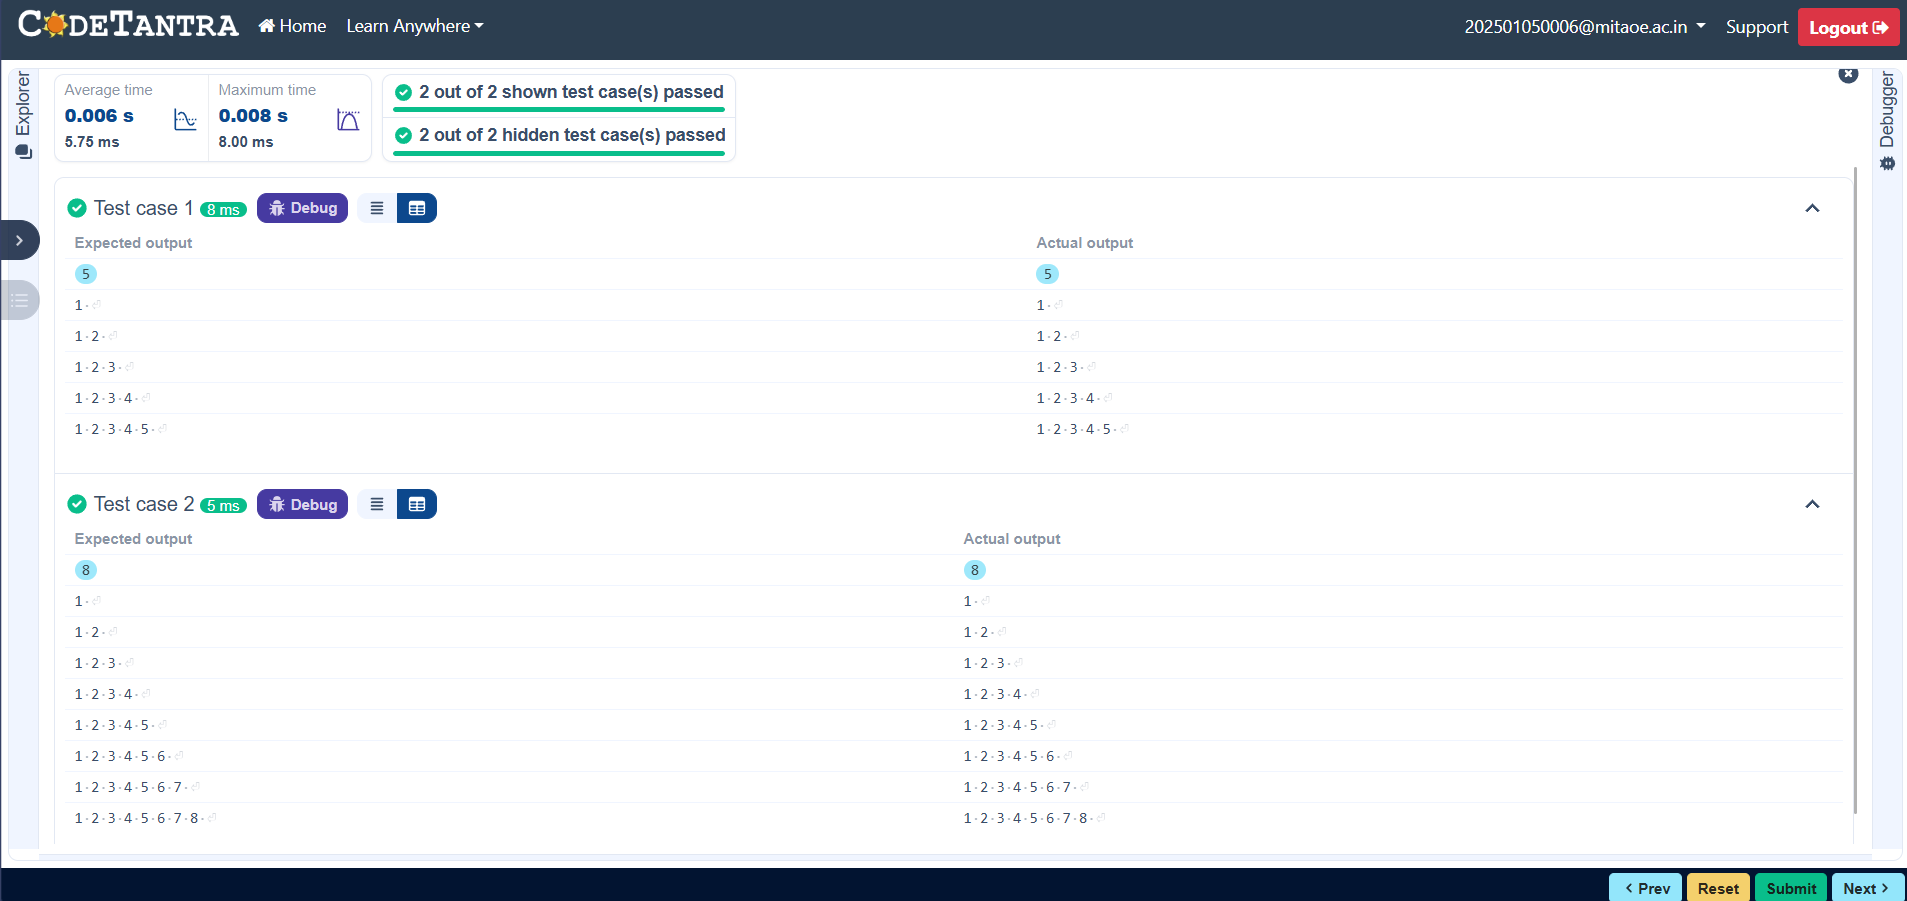 CODETANTRA Home Learn Anywhere 202501050006@mitaoe.ac.in Support Logout
Explorer
Debugger
Average time Maximum time
0.006 s 0.008 s
5.75 ms 8.00 ms
2 out of 2 shown test case(s) passed
2 out of 2 hidden test case(s) passed
Test case 1 8 ms Debug
Expected output Actual output
5 5
1· ⏎ 1· ⏎
1·2· ⏎ 1·2· ⏎
1·2·3· ⏎ 1·2·3· ⏎
1·2·3·4· ⏎ 1·2·3·4· ⏎
1·2·3·4·5· ⏎ 1·2·3·4·5· ⏎
Test case 2 5 ms Debug
Expected output Actual output
8 8
1· ⏎ 1· ⏎
1·2· ⏎ 1·2· ⏎
1·2·3· ⏎ 1·2·3· ⏎
1·2·3·4· ⏎ 1·2·3·4· ⏎
1·2·3·4·5· ⏎ 1·2·3·4·5· ⏎
1·2·3·4·5·6· ⏎ 1·2·3·4·5·6· ⏎
1·2·3·4·5·6·7· ⏎ 1·2·3·4·5·6·7· ⏎
1·2·3·4·5·6·7·8· ⏎ 1·2·3·4·5·6·7·8· ⏎
‹ Prev Reset Submit Next ›